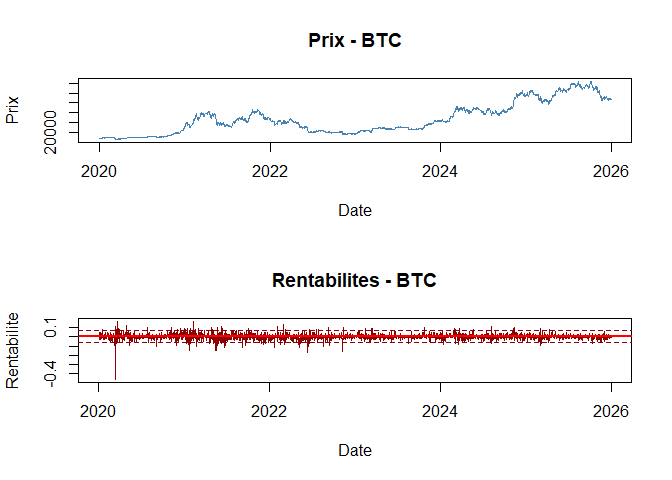 Prix - BTC
Prix
20000
2020 2022 2024 2026
Date
Rentabilites - BTC
Rentabilite
0.1
-0.4
2020 2022 2024 2026
Date